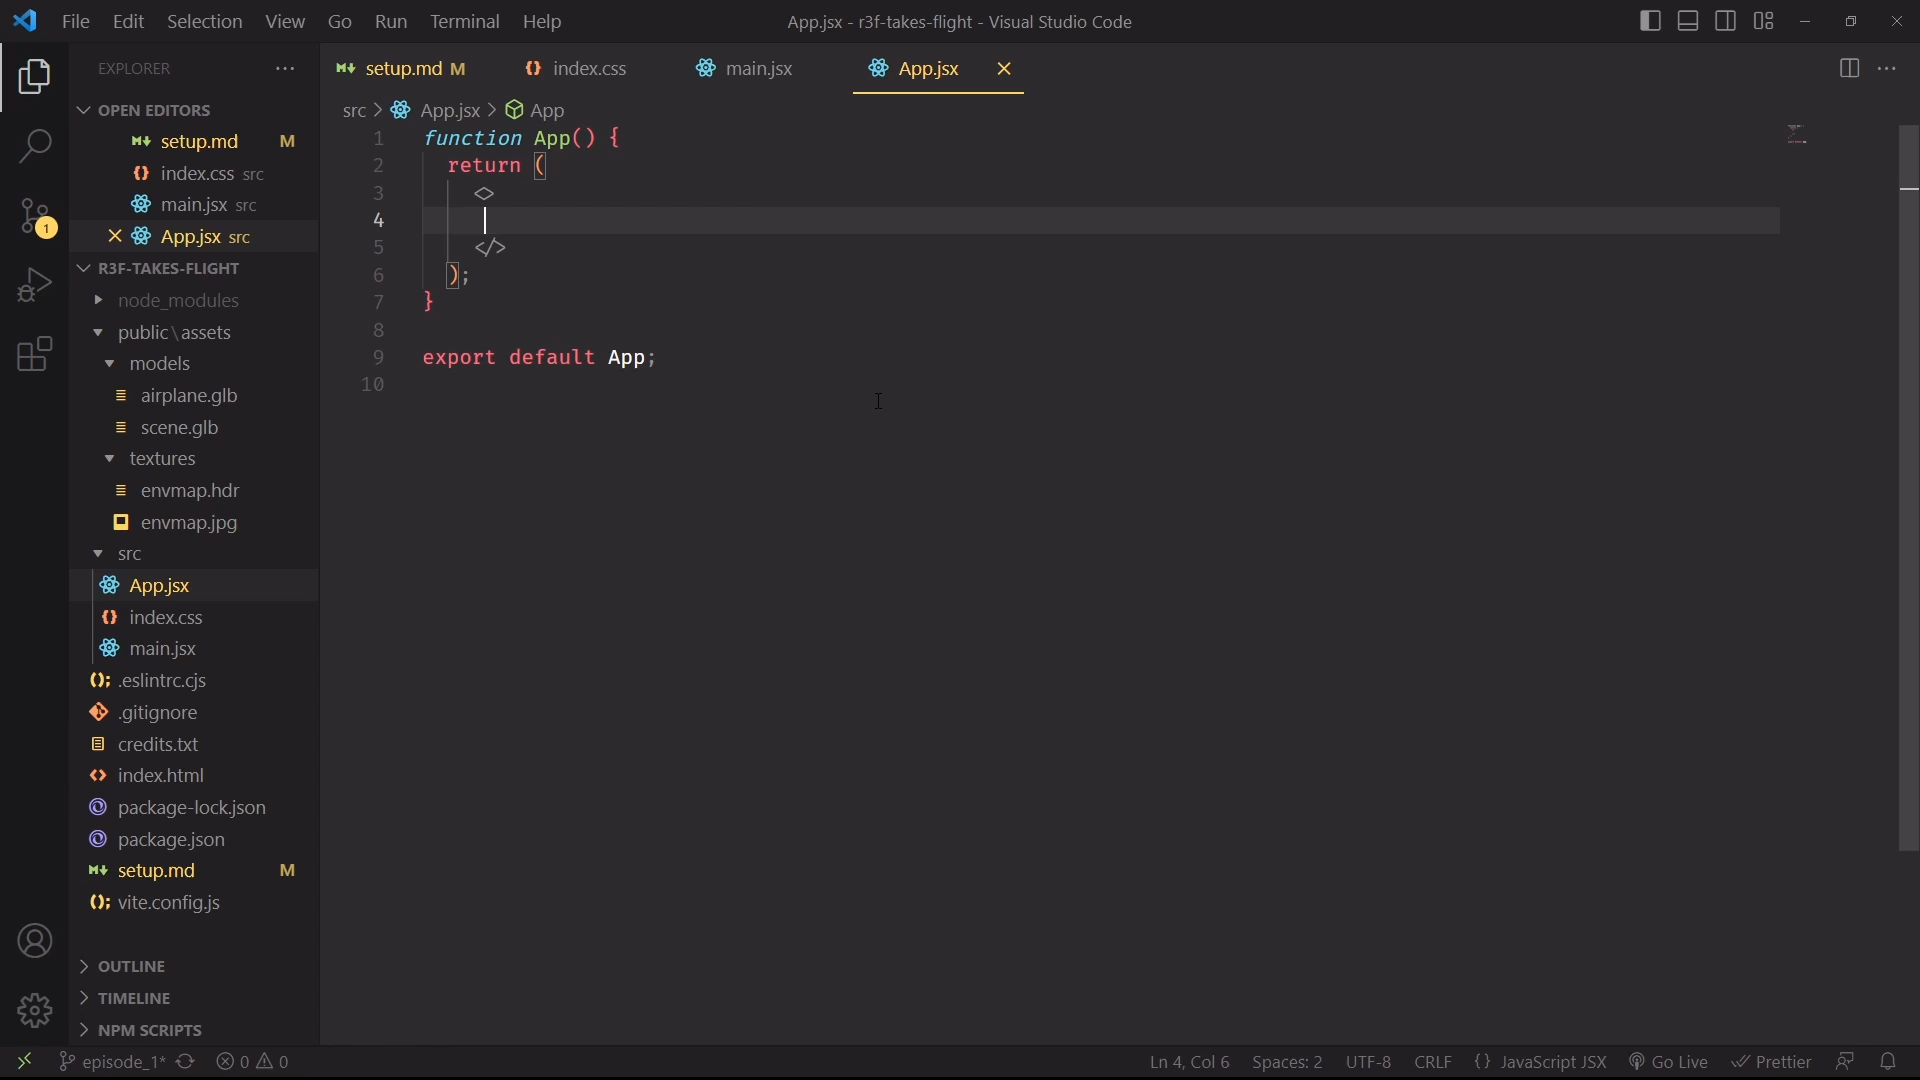 File Edit Selection View Go Run Terminal Help
App.jsx - r3f-takes-flight - Visual Studio Code
EXPLORER
OPEN EDITORS
setup.md M
index.css src
main.jsx src
App.jsx src
R3F-TAKES-FLIGHT
node_modules
public\assets
models
airplane.glb
scene.glb
textures
envmap.hdr
envmap.jpg
src
App.jsx
index.css
main.jsx
.eslintrc.cjs
.gitignore
credits.txt
index.html
package-lock.json
package.json
setup.md M
vite.config.js
OUTLINE
TIMELINE
NPM SCRIPTS
1
setup.md M index.css main.jsx App.jsx
src > App.jsx > App
1 function App() {
2 return (
3 <>
4
5 </>
6 );
7 }
8
9 export default App;
10
episode_1* 0 0
Ln 4, Col 6 Spaces: 2 UTF-8 CRLF {} JavaScript JSX Go Live Prettier